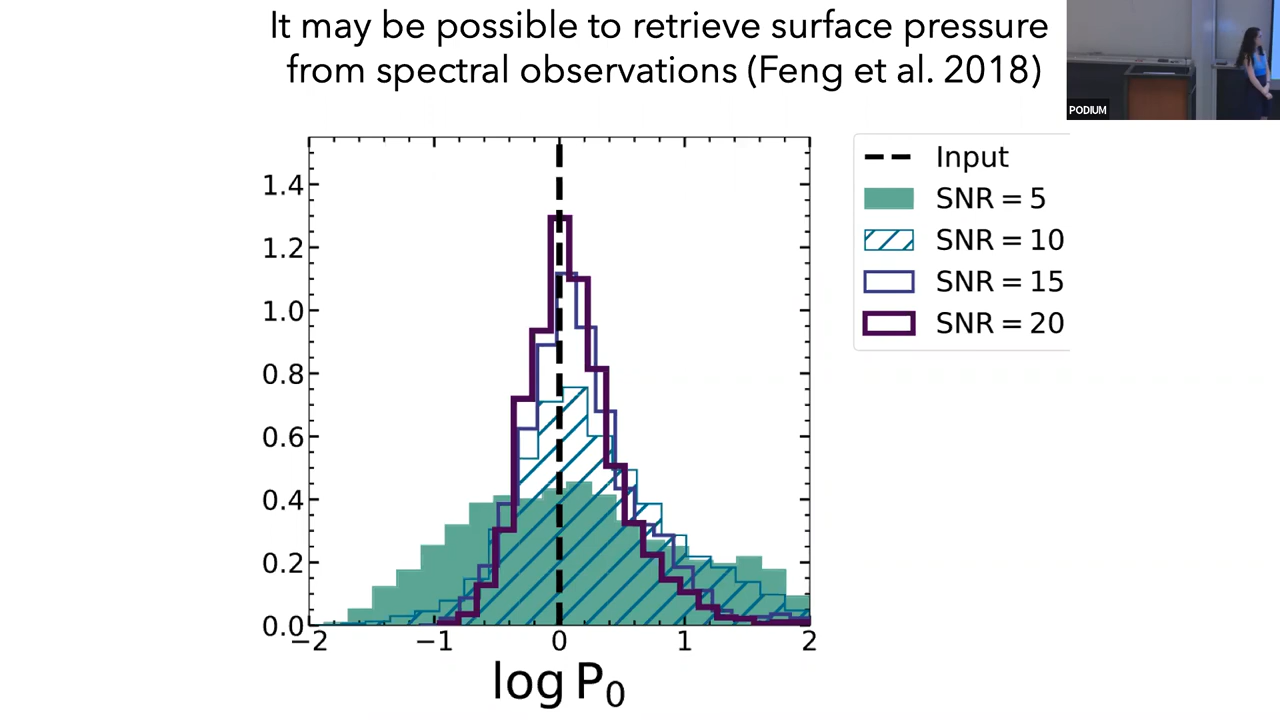 It may be possible to retrieve surface pressure
from spectral observations (Feng et al. 2018)
PODIUM
Input
SNR = 5
SNR = 10
SNR = 15
SNR = 20
1.4
1.2
1.0
0.8
0.6
0.4
0.2
0.0
−2
−1
0
1
2
log P₀